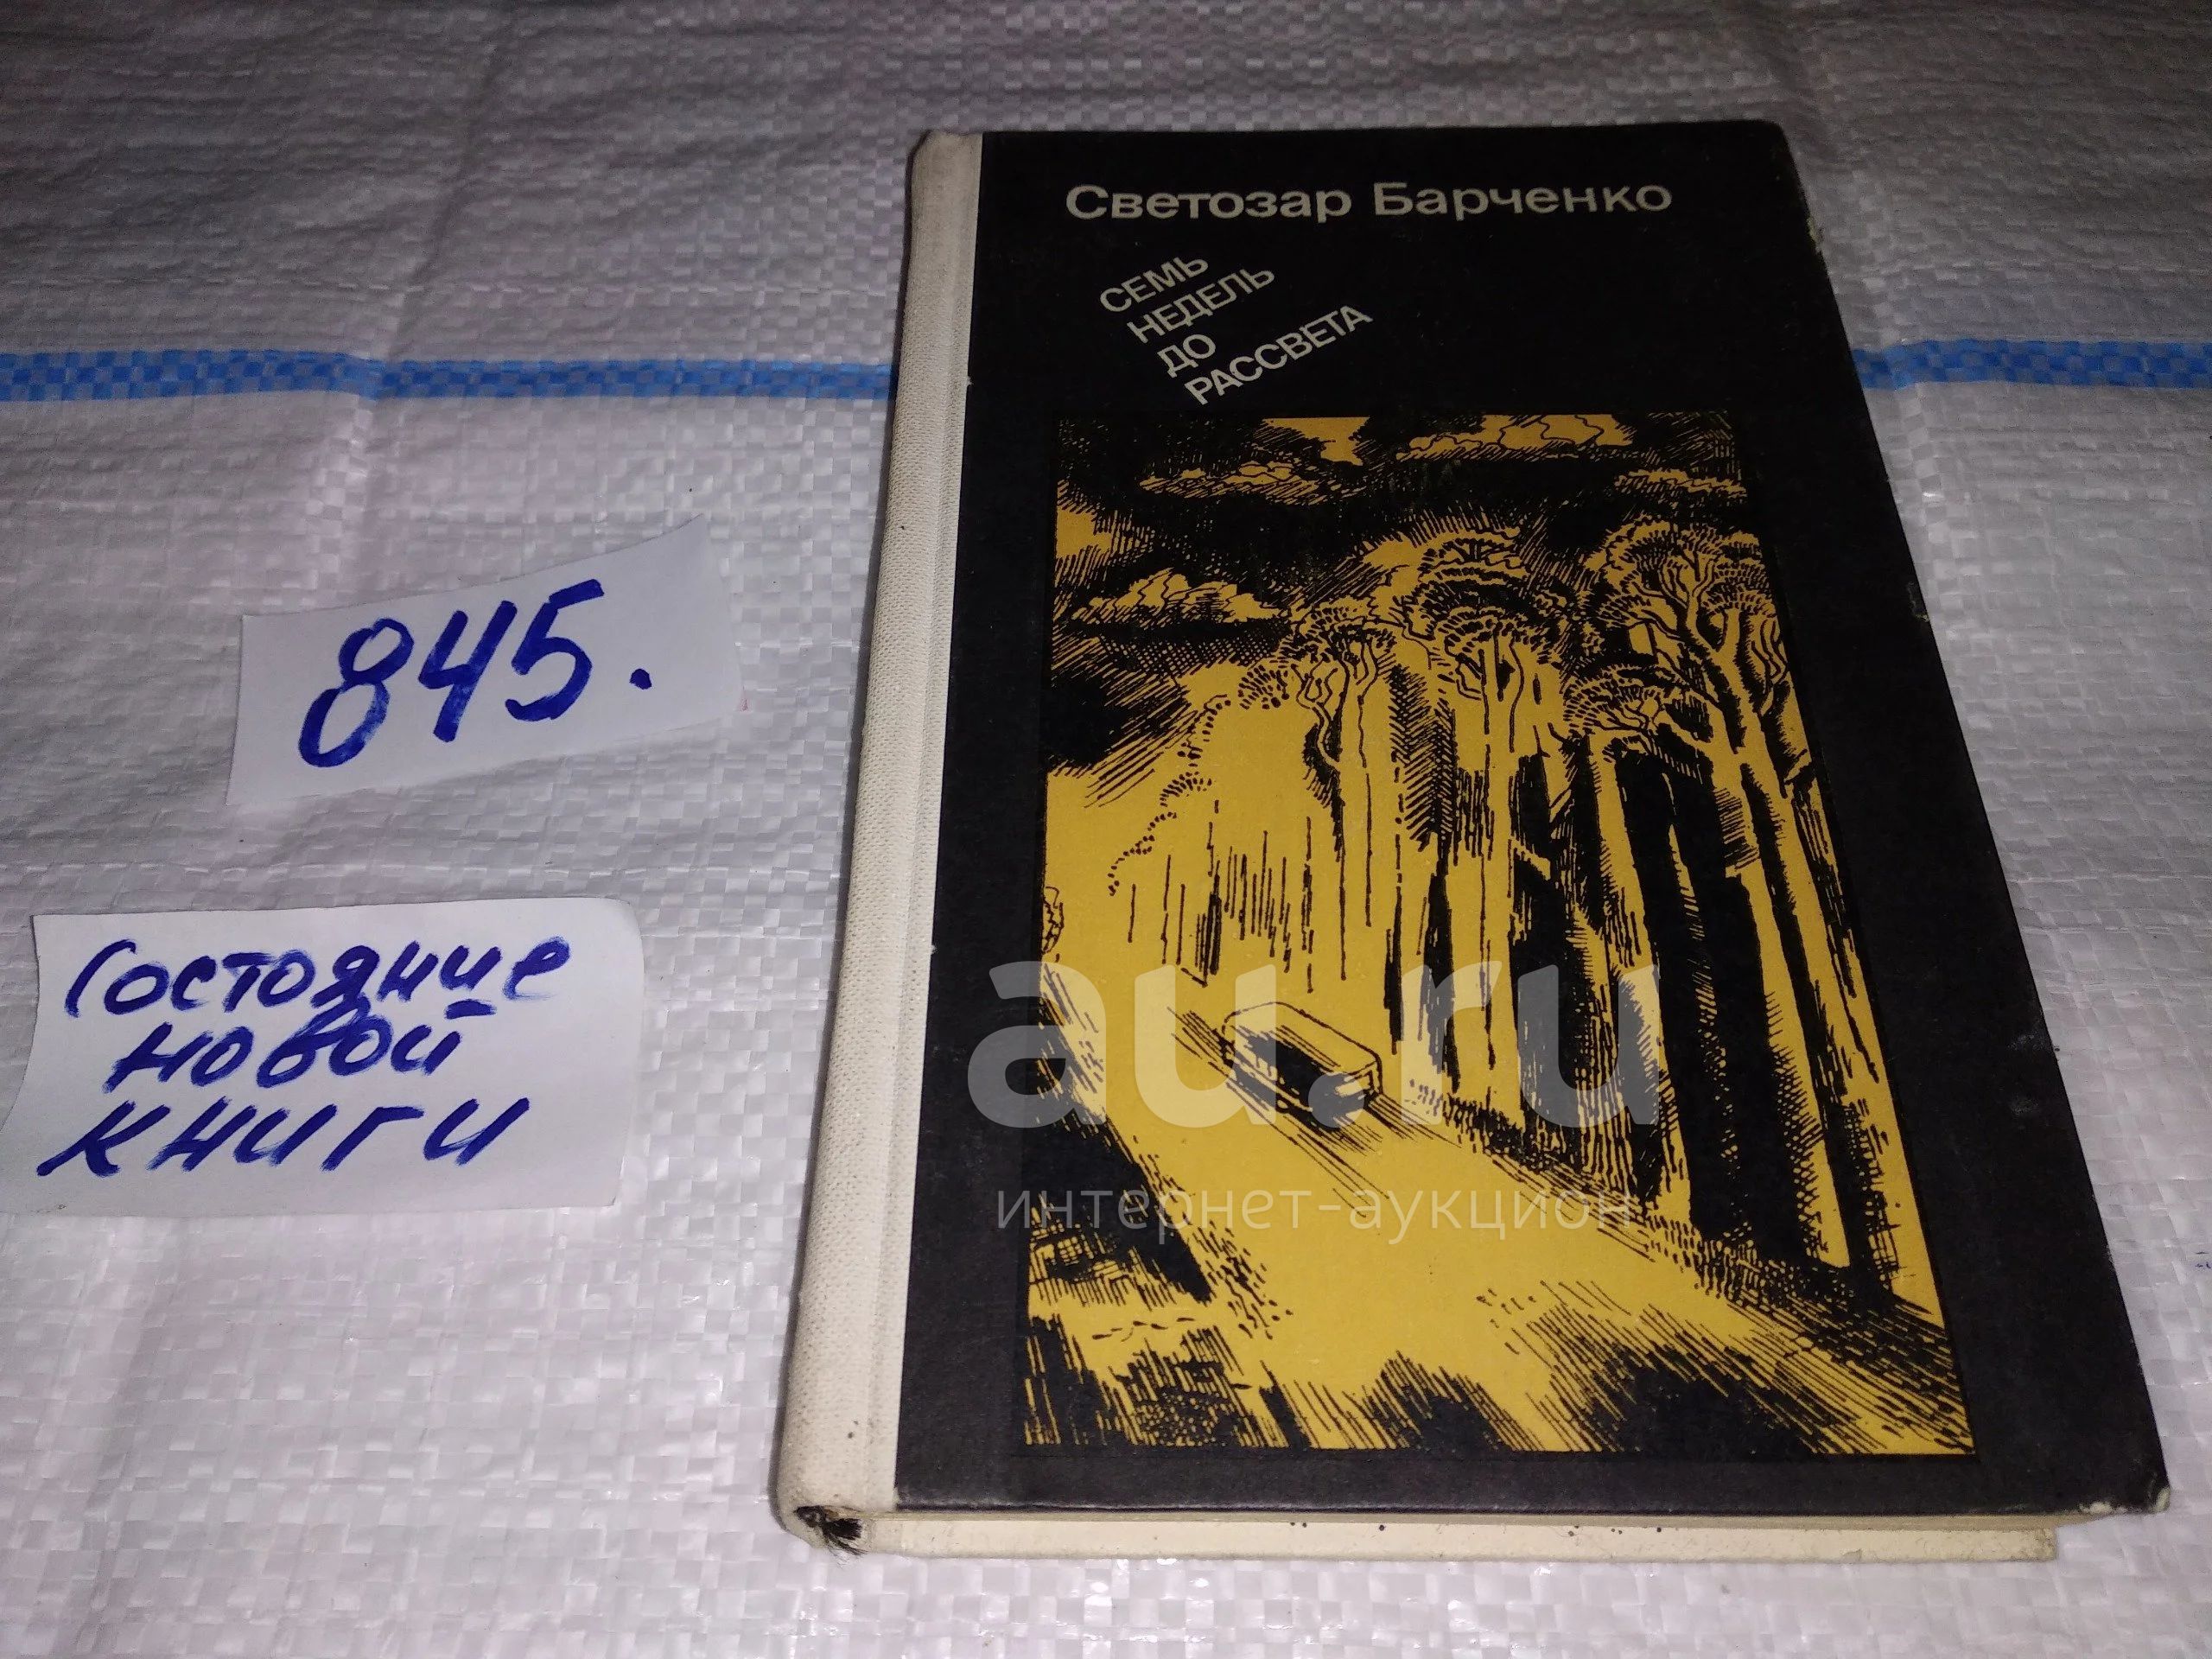 Светозар Барченко
СЕМЬ
НЕДЕЛЬ
ДО
РАССВЕТА
845.
Состояние
новой
книги
au.ru
интернет-аукцион